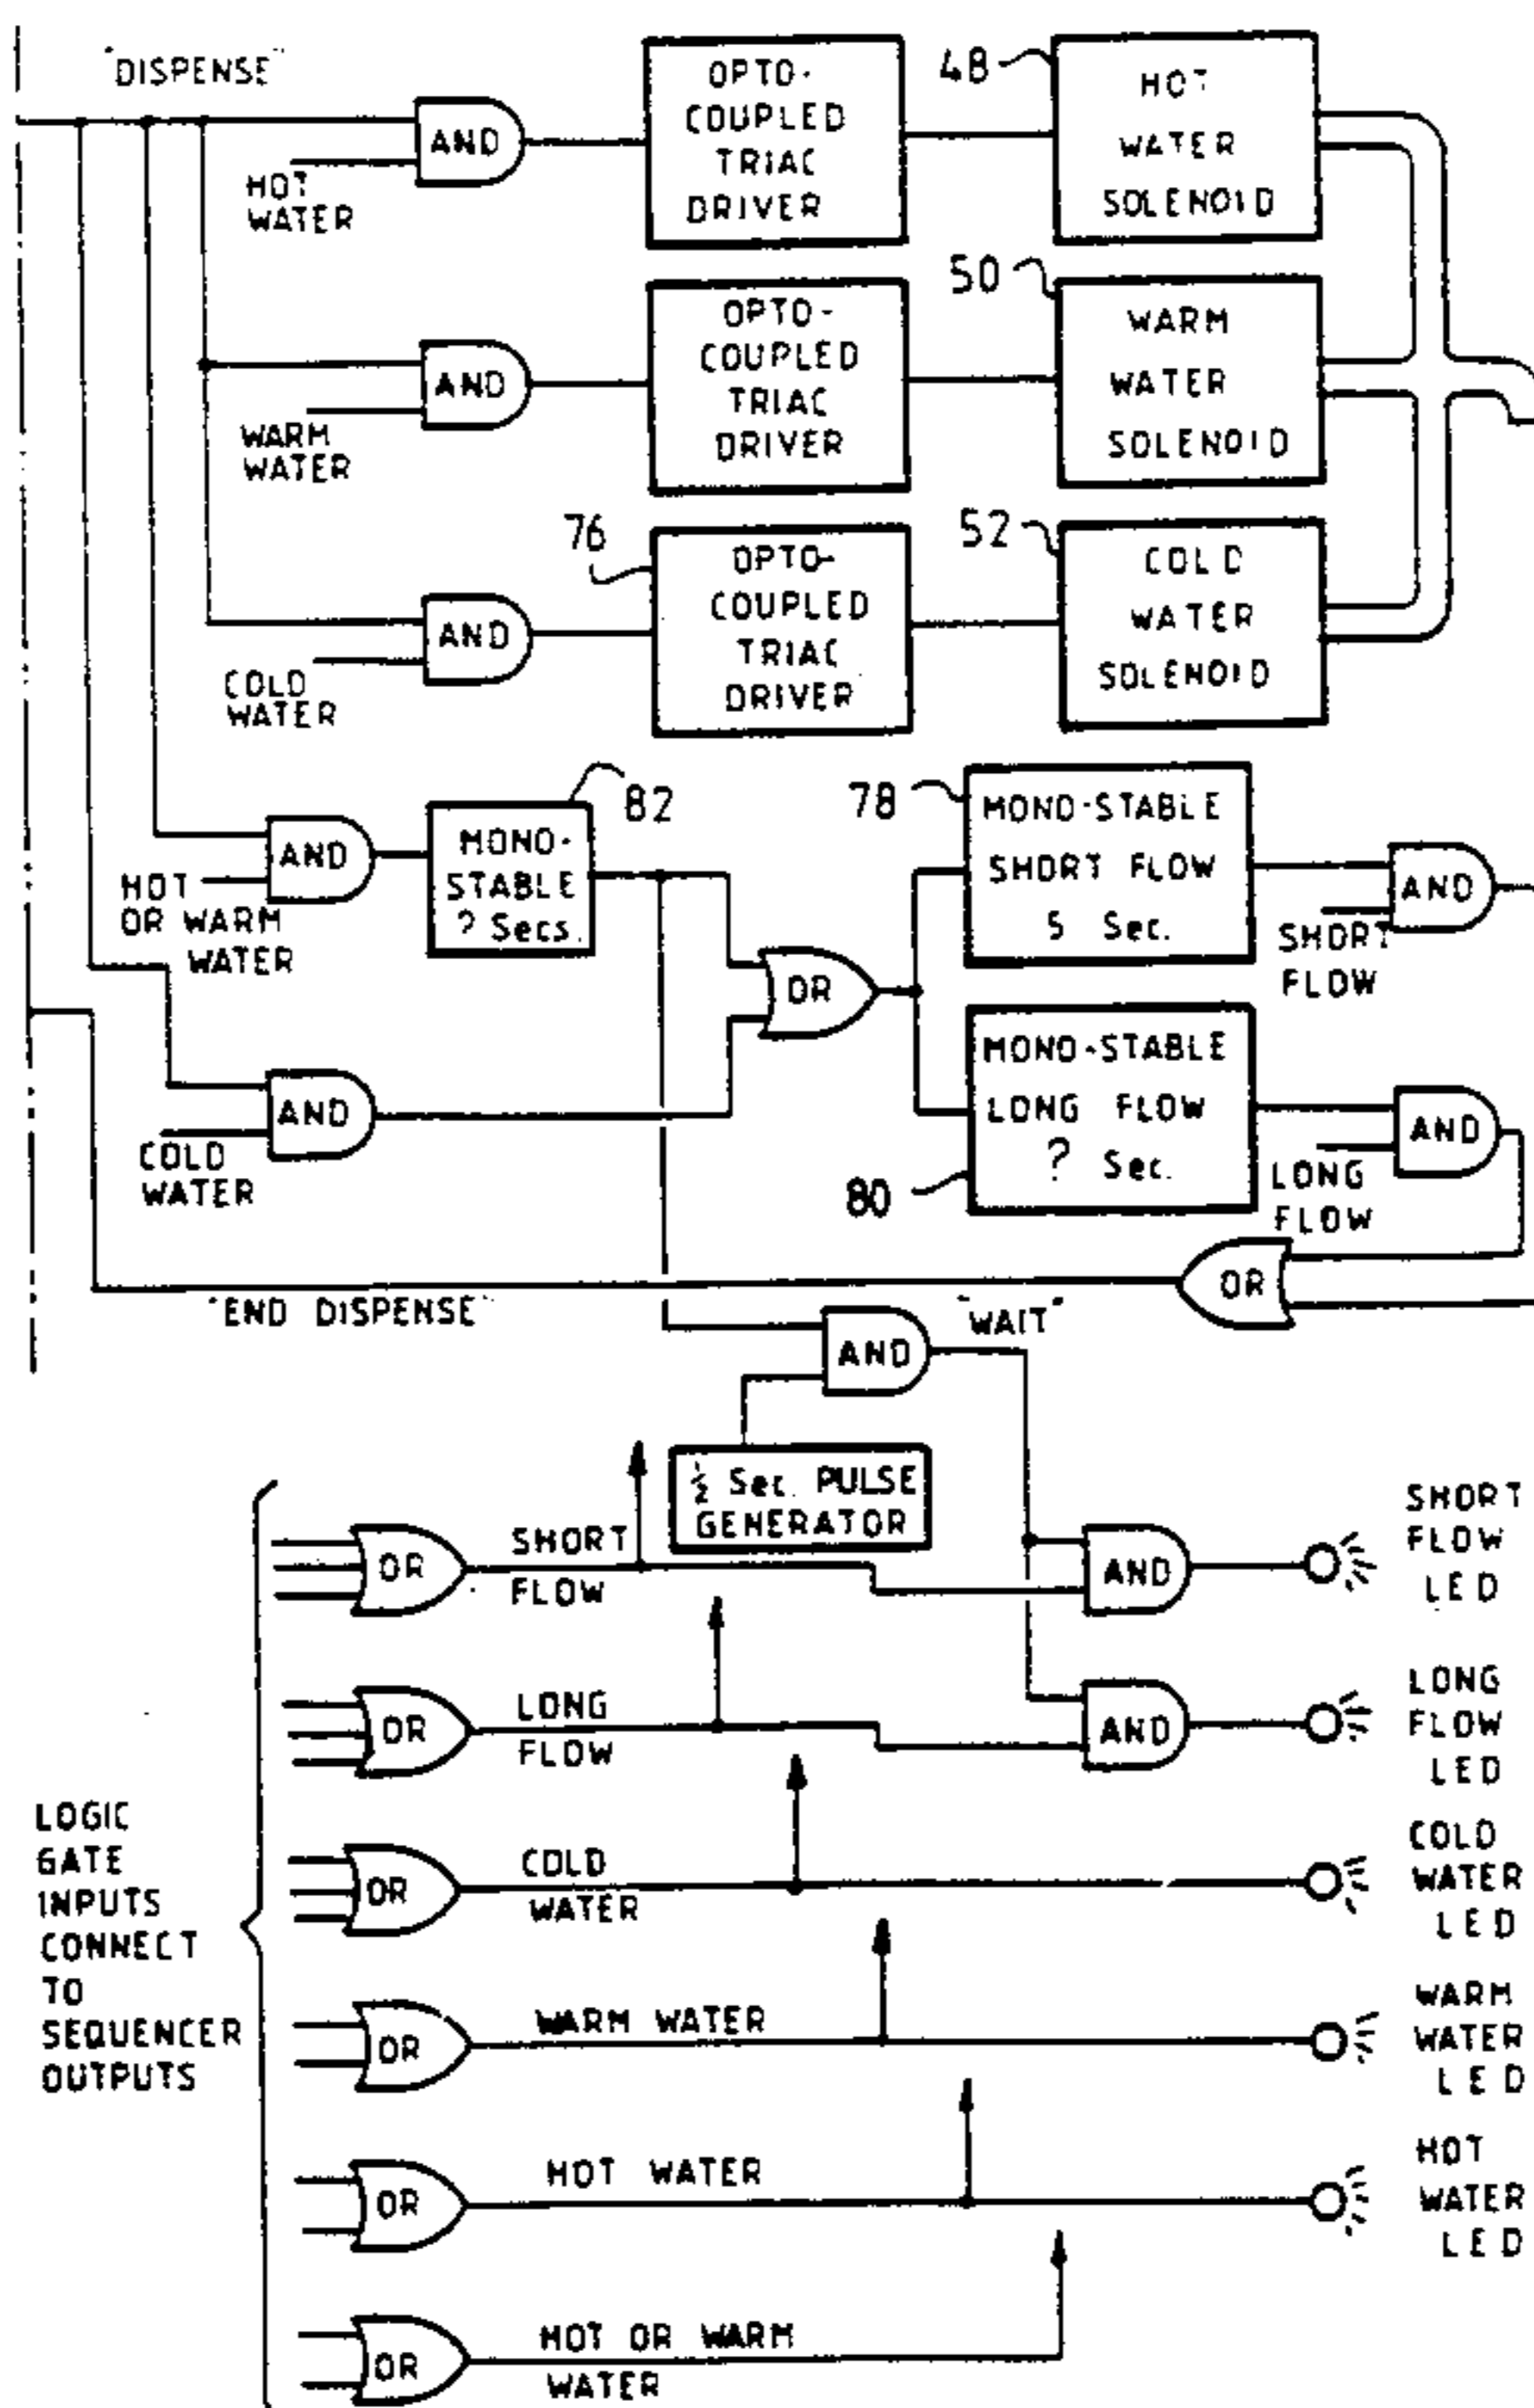 "DISPENSE"
AND
HOT
WATER
OPTO-
COUPLED
TRIAC
DRIVER
48
HOT
WATER
SOLENOID
AND
WARM
WATER
OPTO-
COUPLED
TRIAC
DRIVER
50
WARM
WATER
SOLENOID
AND
COLD
WATER
76
OPTO-
COUPLED
TRIAC
DRIVER
52
COLD
WATER
SOLENOID
AND
HOT
OR WARM
WATER
82
MONO-
STABLE
? Secs.
78
MONO-STABLE
SHORT FLOW
5 Sec.
AND
SHORT
FLOW
OR
AND
COLD
WATER
MONO-STABLE
LONG FLOW
? Sec.
80
AND
LONG
FLOW
OR
"END DISPENSE"
AND
"WAIT"
½ Sec. PULSE
GENERATOR
OR
SHORT
FLOW
AND
SHORT
FLOW
LED
OR
LONG
FLOW
AND
LONG
FLOW
LED
LOGIC
GATE
INPUTS
CONNECT
TO
SEQUENCER
OUTPUTS
OR
COLD
WATER
COLD
WATER
LED
OR
WARM WATER
WARM
WATER
LED
OR
HOT WATER
HOT
WATER
LED
OR
HOT OR WARM
WATER